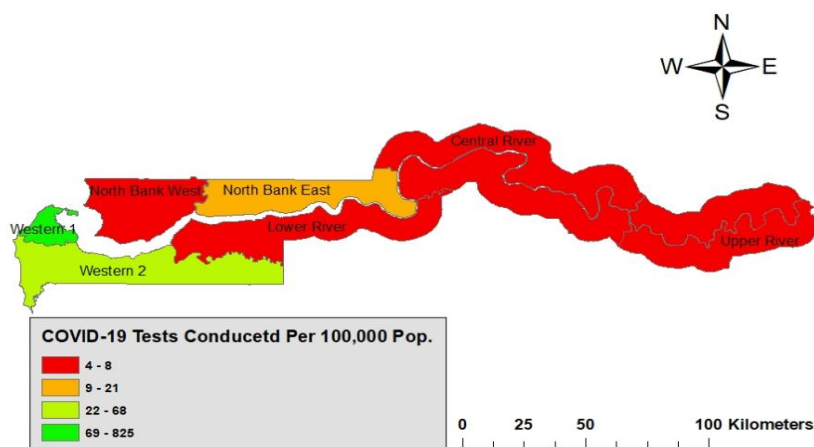 N
W E
S
Central River
North Bank West
North Bank East
Lower River
Western 1
Upper River
Western 2
COVID-19 Tests Conducetd Per 100,000 Pop.
4 - 8
9 - 21
22 - 68
69 - 825
0 25 50 100 Kilometers